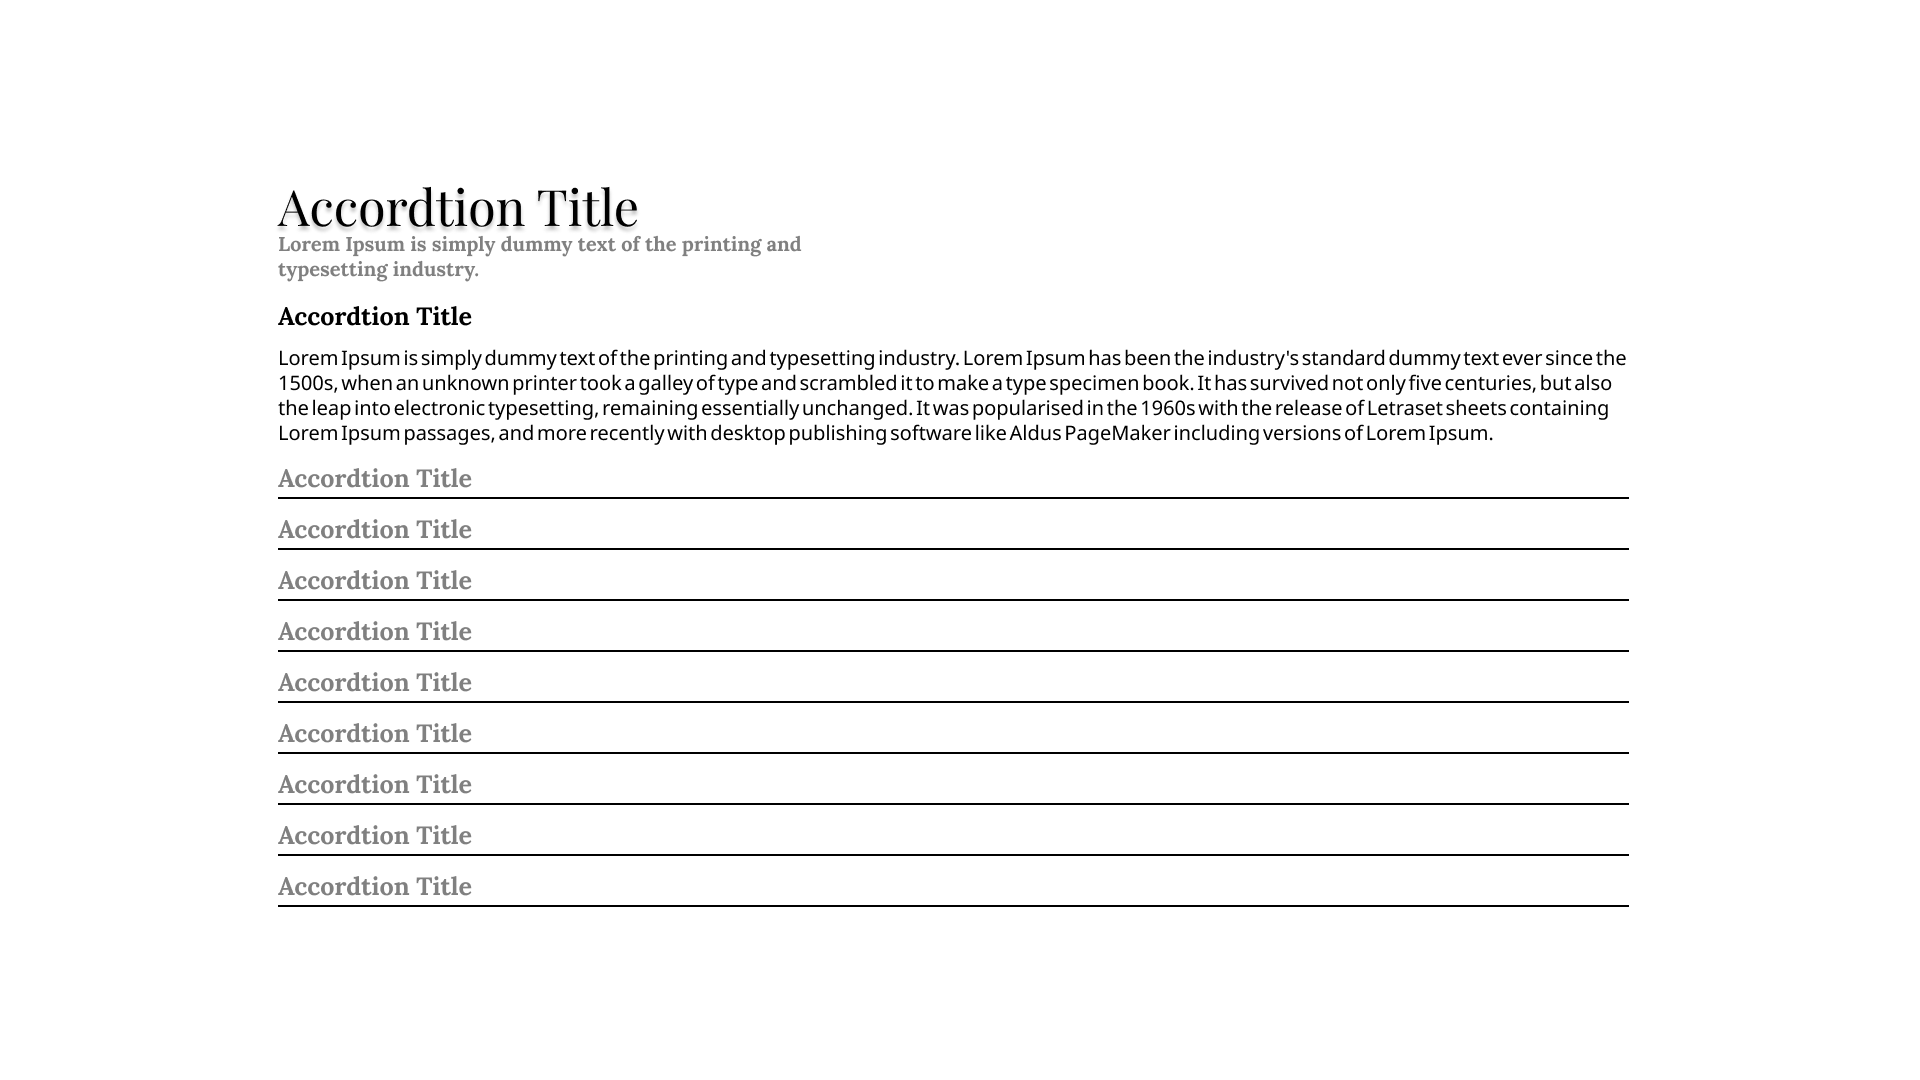 Accordtion Title
Lorem Ipsum is simply dummy text of the printing and
typesetting industry.
Accordtion Title
Lorem Ipsum is simply dummy text of the printing and typesetting industry. Lorem Ipsum has been the industry's standard dummy text ever since the
1500s, when an unknown printer took a galley of type and scrambled it to make a type specimen book. It has survived not only five centuries, but also
the leap into electronic typesetting, remaining essentially unchanged. It was popularised in the 1960s with the release of Letraset sheets containing
Lorem Ipsum passages, and more recently with desktop publishing software like Aldus PageMaker including versions of Lorem Ipsum.
Accordtion Title
Accordtion Title
Accordtion Title
Accordtion Title
Accordtion Title
Accordtion Title
Accordtion Title
Accordtion Title
Accordtion Title